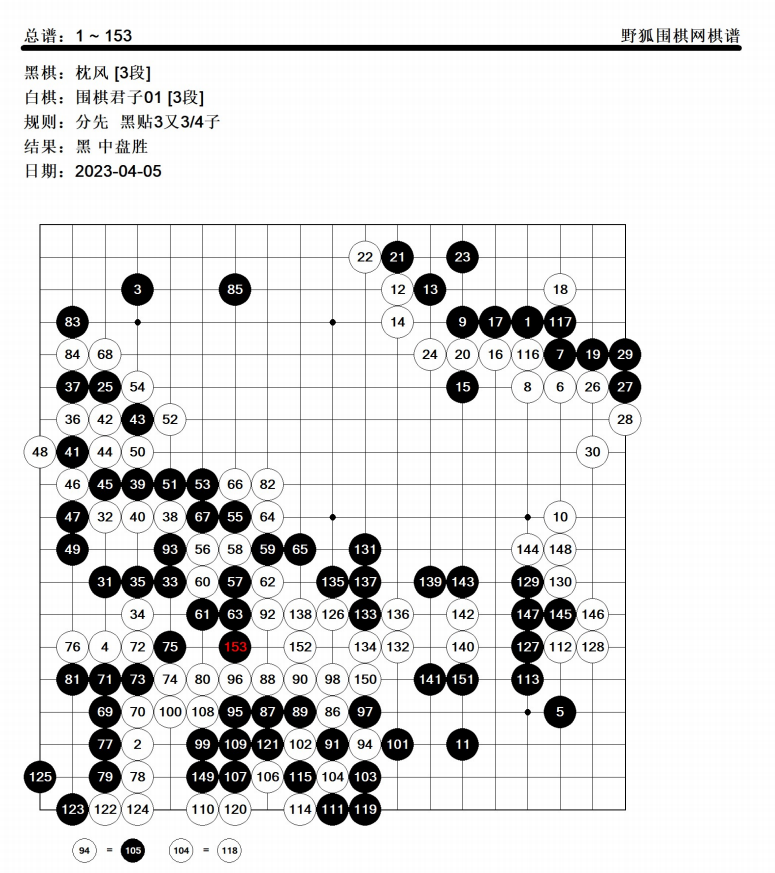 总谱：1 ~ 153 野狐围棋网棋谱
黑棋：枕风 [3段]
白棋：围棋君子01 [3段]
规则：分先 黑贴3又3/4子
结果：黑 中盘胜
日期：2023-04-05
22 21 23
3 85 12 13 18
83 14 9 17 1 117
84 68 24 20 16 116 7 19 29
37 25 54 15 8 6 26 27
36 42 43 52 28
48 41 44 50 30
46 45 39 51 53 66 82
47 32 40 38 67 55 64 10
49 93 56 58 59 65 131 144 148
31 35 33 60 57 62 135 137 139 143 129 130
34 61 63 92 138 126 133 136 142 147 145 146
76 4 72 75 153 152 134 132 140 127 112 128
81 71 73 74 80 96 88 90 98 150 141 151 113
69 70 100 108 95 87 89 86 97 5
77 2 99 109 121 102 91 94 101 11
125 79 78 149 107 106 115 104 103
123 122 124 110 120 114 111 119
94 = 105 104 = 118